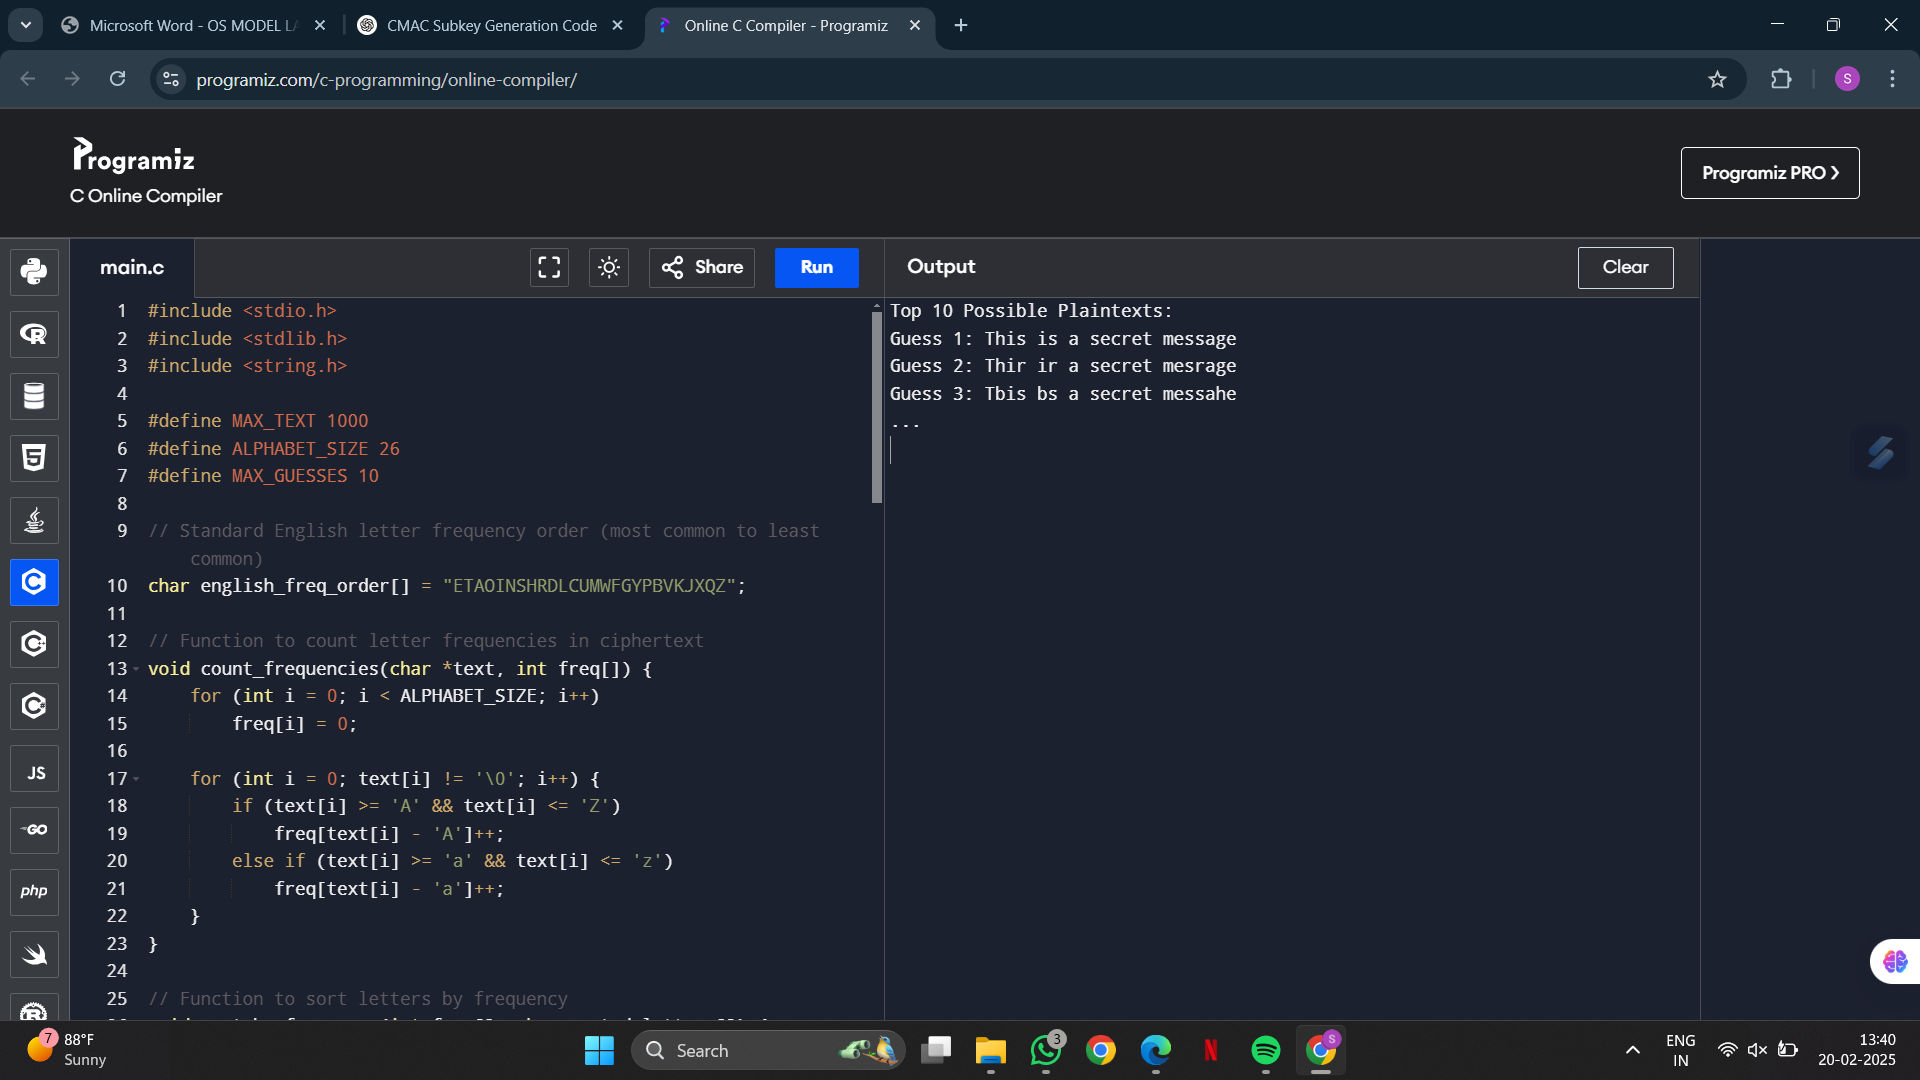 Microsoft Word - OS MODEL LA
CMAC Subkey Generation Code
Online C Compiler - Programiz
programiz.com/c-programming/online-compiler/
S
Programiz
C Online Compiler
Programiz PRO
main.c
Share
Run
Output
Clear
1 #include <stdio.h>
2 #include <stdlib.h>
3 #include <string.h>
4
5 #define MAX_TEXT 1000
6 #define ALPHABET_SIZE 26
7 #define MAX_GUESSES 10
8
9 // Standard English letter frequency order (most common to least
common)
10 char english_freq_order[] = "ETAOINSHRDLCUMWFGYPBVKJXQZ";
11
12 // Function to count letter frequencies in ciphertext
13 void count_frequencies(char *text, int freq[]) {
14 for (int i = 0; i < ALPHABET_SIZE; i++)
15 freq[i] = 0;
16
17 for (int i = 0; text[i] != '\0'; i++) {
18 if (text[i] >= 'A' && text[i] <= 'Z')
19 freq[text[i] - 'A']++;
20 else if (text[i] >= 'a' && text[i] <= 'z')
21 freq[text[i] - 'a']++;
22 }
23 }
24
25 // Function to sort letters by frequency
Top 10 Possible Plaintexts:
Guess 1: This is a secret message
Guess 2: Thir ir a secret mesrage
Guess 3: Tbis bs a secret messahe
...
JS
GO
php
7
88°F
Sunny
Search
3
S
ENG
IN
13:40
20-02-2025